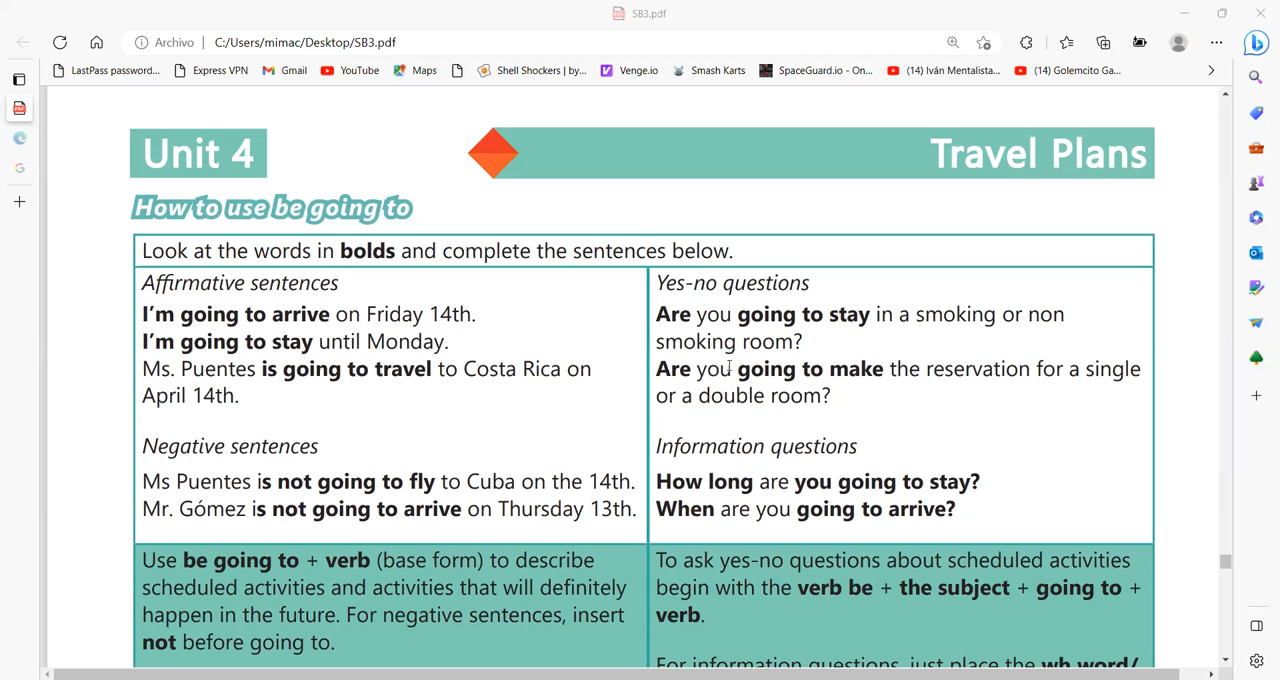 SB3.pdf
Archivo | C:/Users/mimac/Desktop/SB3.pdf
LastPass password... Express VPN Gmail YouTube Maps Shell Shockers | by... Venge.io Smash Karts SpaceGuard.io - On... (14) Iván Mentalista... (14) Golemcito Ga...
Unit 4
Travel Plans
How to use be going to
Look at the words in bolds and complete the sentences below.
Affirmative sentences
I'm going to arrive on Friday 14th.
I'm going to stay until Monday.
Ms. Puentes is going to travel to Costa Rica on
April 14th.
Negative sentences
Ms Puentes is not going to fly to Cuba on the 14th.
Mr. Gómez is not going to arrive on Thursday 13th.
Yes-no questions
Are you going to stay in a smoking or non
smoking room?
Are you going to make the reservation for a single
or a double room?
Information questions
How long are you going to stay?
When are you going to arrive?
Use be going to + verb (base form) to describe
scheduled activities and activities that will definitely
happen in the future. For negative sentences, insert
not before going to.
To ask yes-no questions about scheduled activities
begin with the verb be + the subject + going to +
verb.
For information questions, just place the wh word/